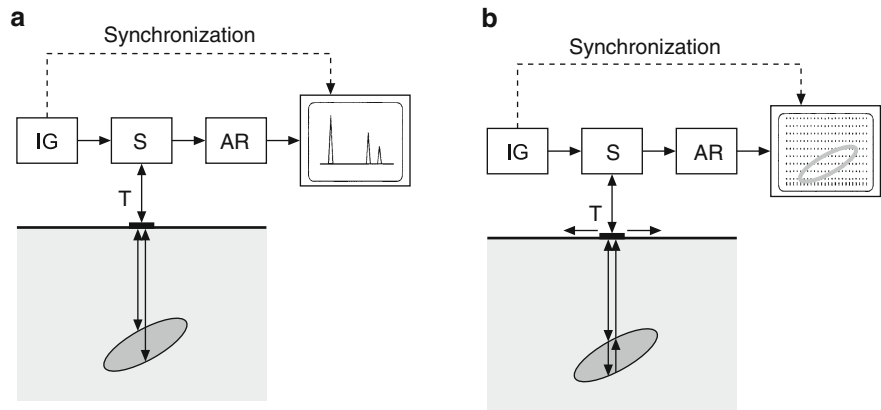 a
Synchronization
IG
S
AR
T
b
Synchronization
IG
S
AR
T